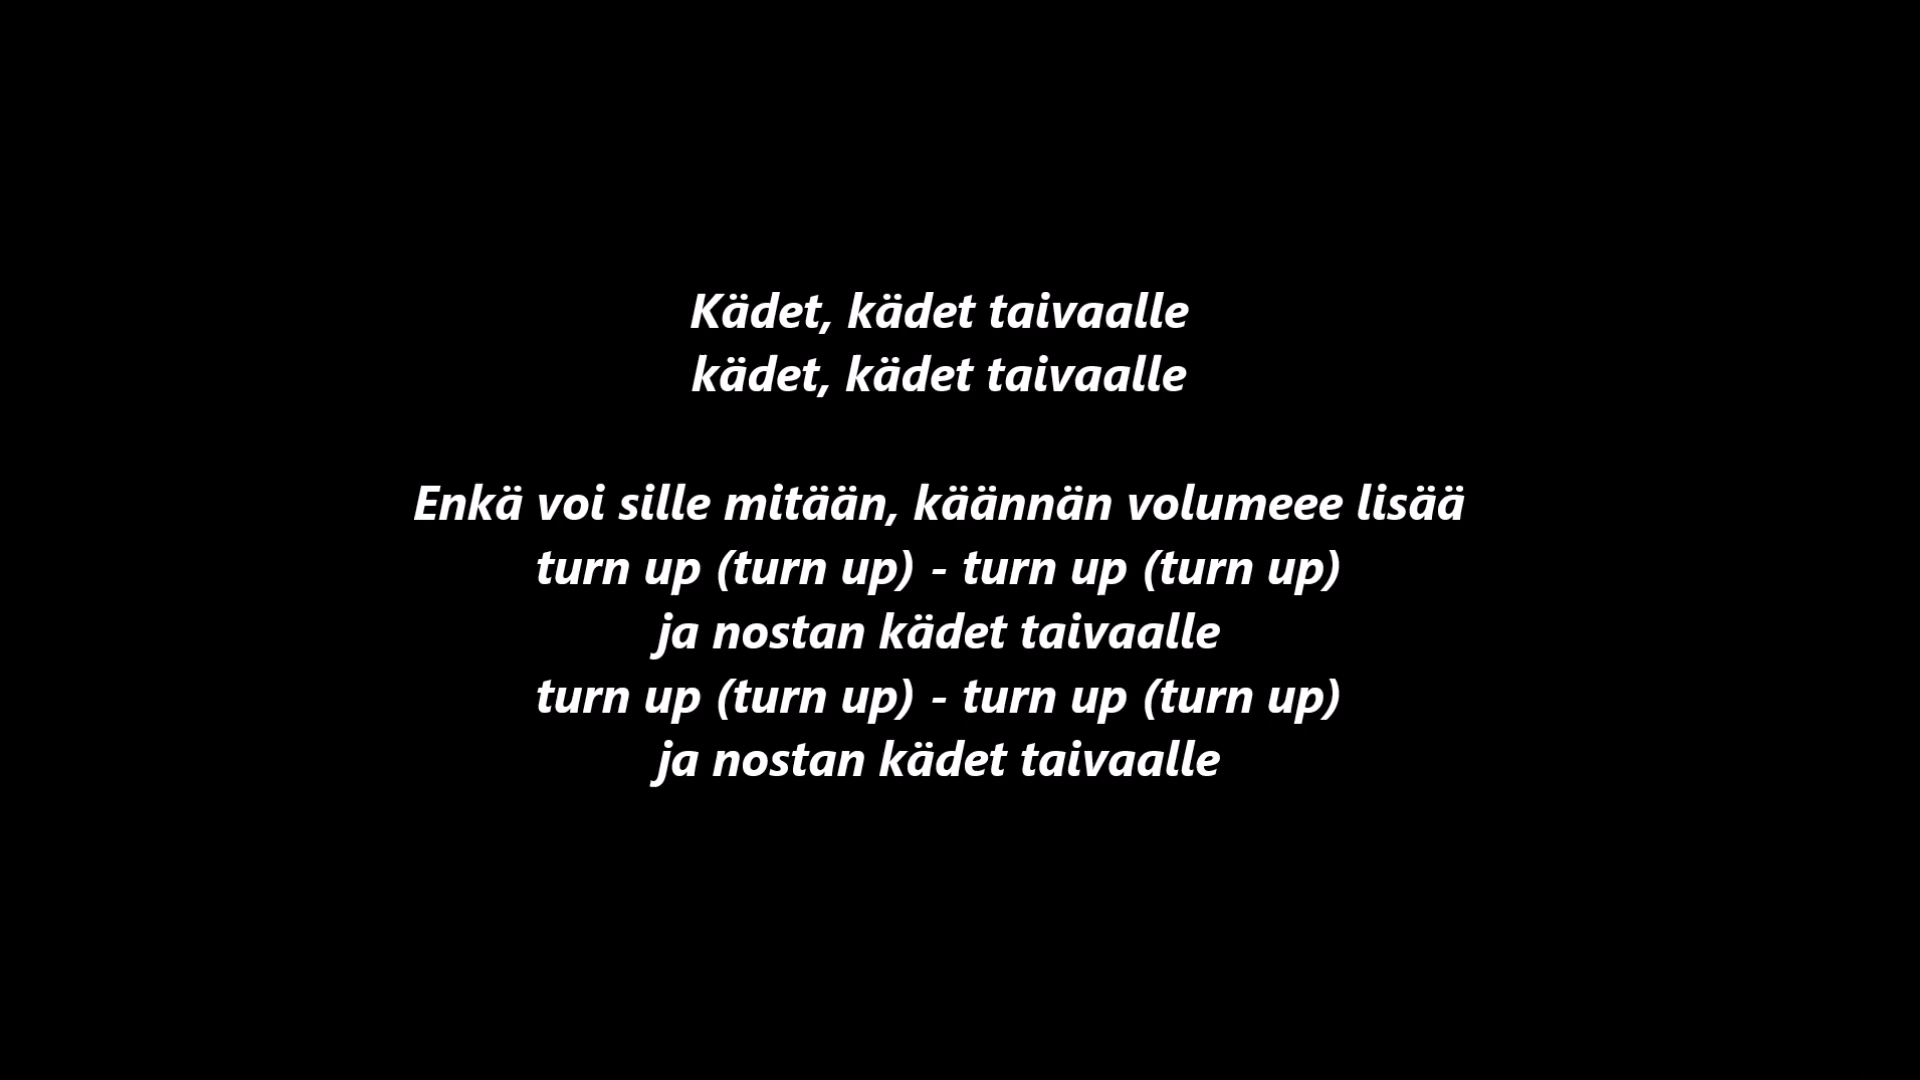 Kädet, kädet taivaalle
kädet, kädet taivaalle
Enkä voi sille mitään, käännän volumeee lisää
turn up (turn up) - turn up (turn up)
ja nostan kädet taivaalle
turn up (turn up) - turn up (turn up)
ja nostan kädet taivaalle